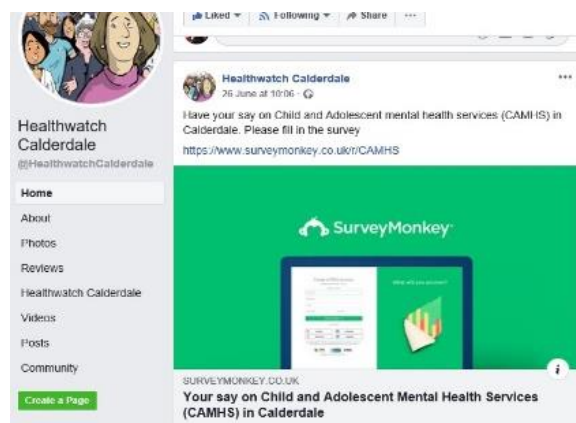 Liked
Following
Share
Healthwatch
Calderdale
@HealthwatchCalderdale
Home
About
Photos
Reviews
Healthwatch Calderdale
Videos
Posts
Community
Create a Page
Healthwatch Calderdale
26 June at 10:06
Have your say on Child and Adolescent mental health services (CAMHS) in
Calderdale. Please fill in the survey
https://www.surveymonkey.co.uk/r/CAMHS
SurveyMonkey
SURVEYMONKEY.CO.UK
Your say on Child and Adolescent Mental Health Services
(CAMHS) in Calderdale